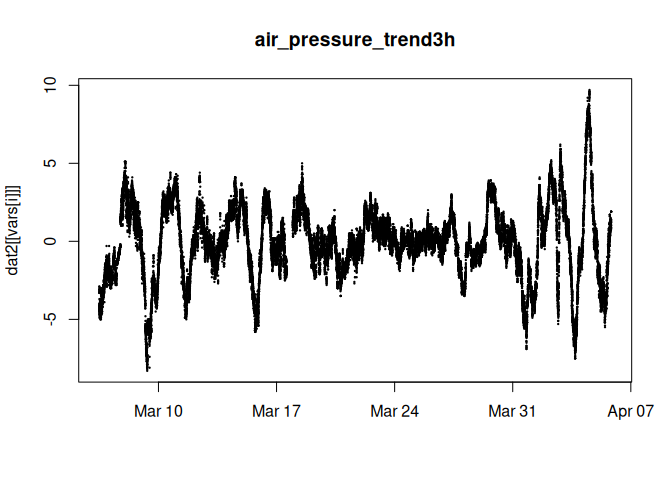 air_pressure_trend3h
dat2[[vars[i]]]
10
5
0
-5
Mar 10
Mar 17
Mar 24
Mar 31
Apr 07